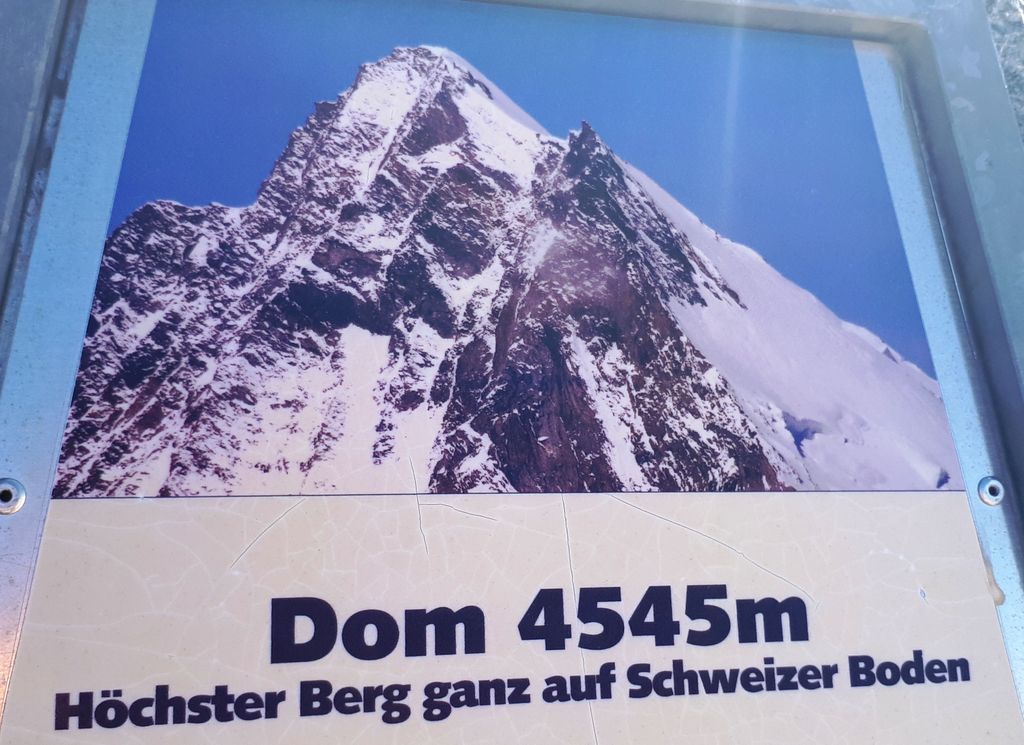 Dom 4545m
Höchster Berg ganz auf Schweizer Boden